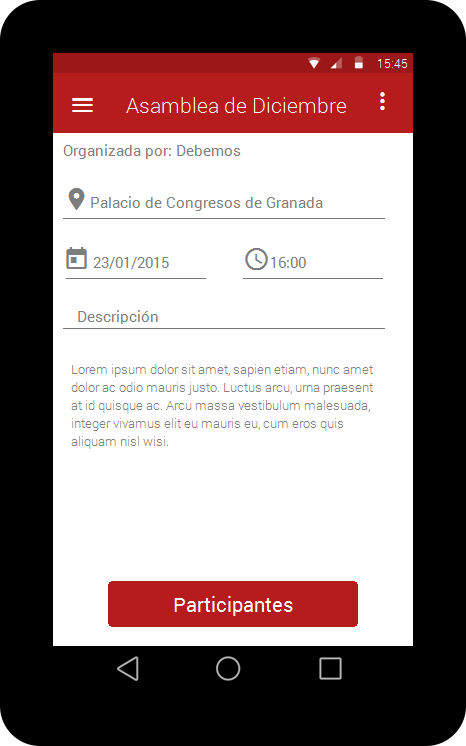 15:45
Asamblea de Diciembre
Organizada por: Debemos
Palacio de Congresos de Granada
23/01/2015 16:00
Descripción
Lorem ipsum dolor sit amet, sapien etiam, nunc amet
dolor ac odio mauris justo. Luctus arcu, urna praesent
at id quisque ac. Arcu massa vestibulum malesuada,
integer vivamus elit eu mauris eu, cum eros quis
aliquam nisl wisi.
Participantes